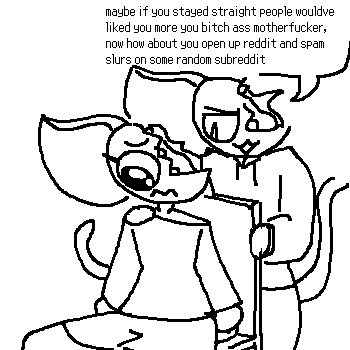 maybe if you stayed straight people wouldve
liked you more you bitch ass motherfucker,
now how about you open up reddit and spam
slurs on some random subreddit